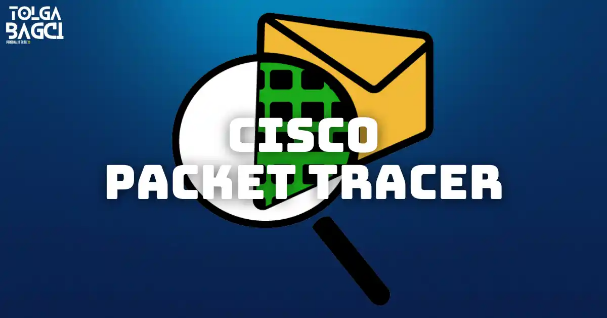 TOLGA
BAGCI
CISCO
PACKET TRACER